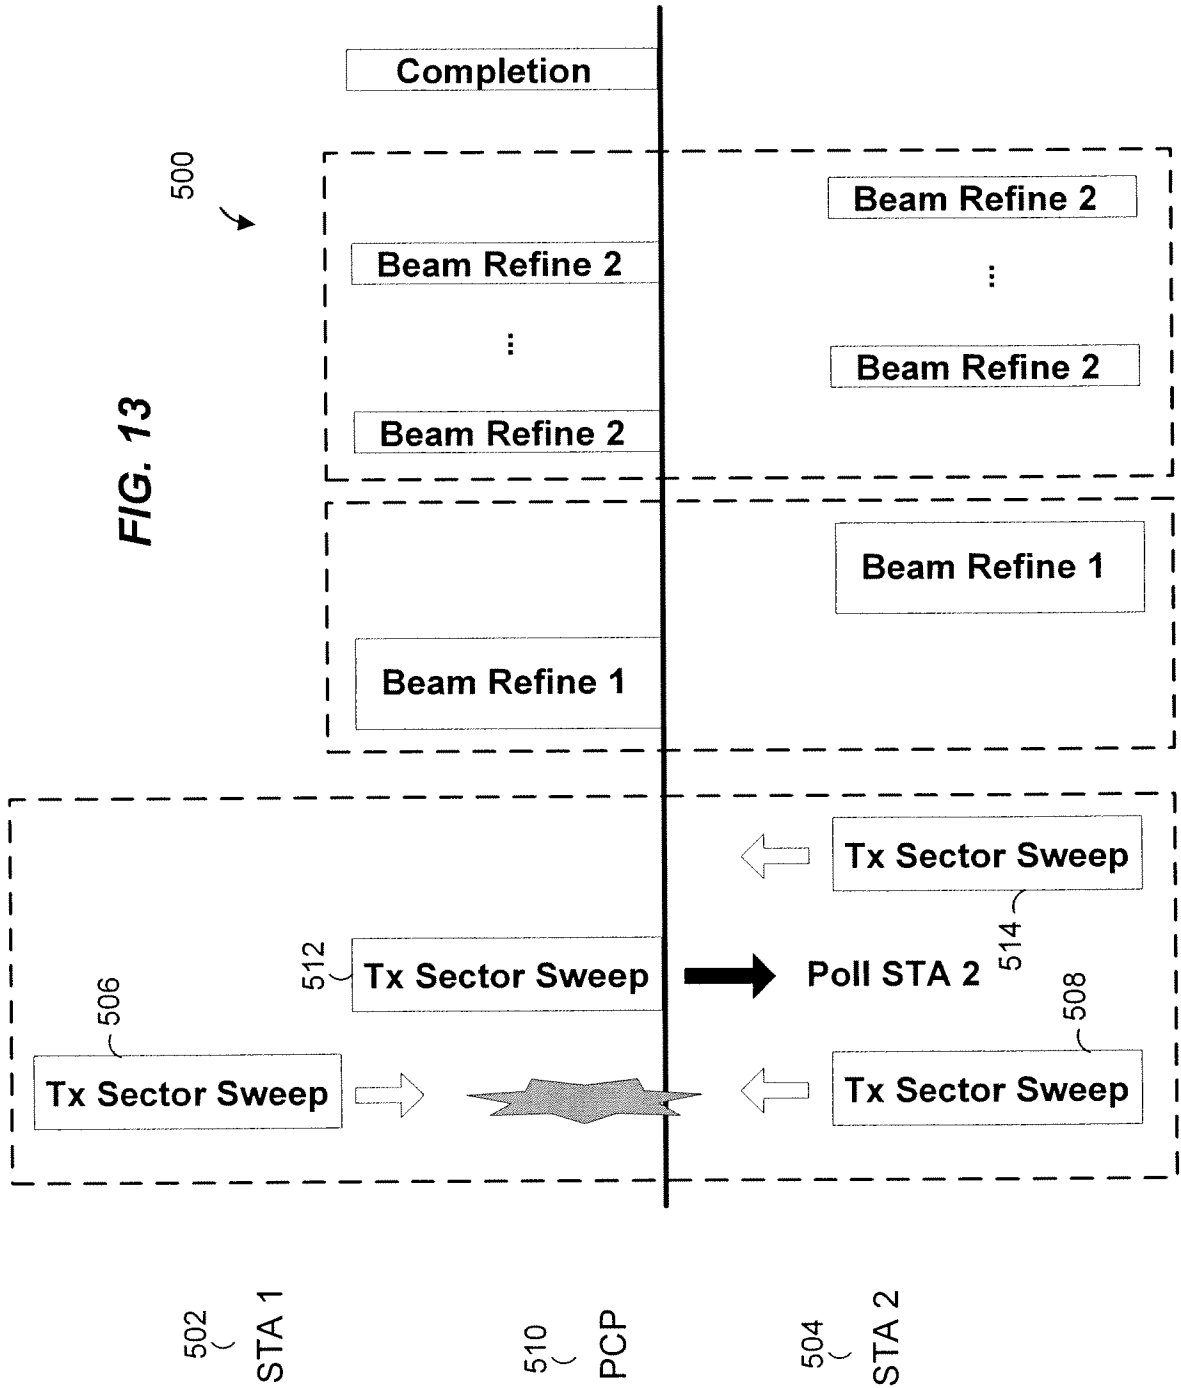 FIG. 13
500
502
STA 1
506
Tx Sector Sweep
510
PCP
512
Tx Sector Sweep
Beam Refine 1
Beam Refine 2
...
Beam Refine 2
Completion
504
STA 2
508
Tx Sector Sweep
Poll STA 2
514
Tx Sector Sweep
Beam Refine 1
Beam Refine 2
...
Beam Refine 2